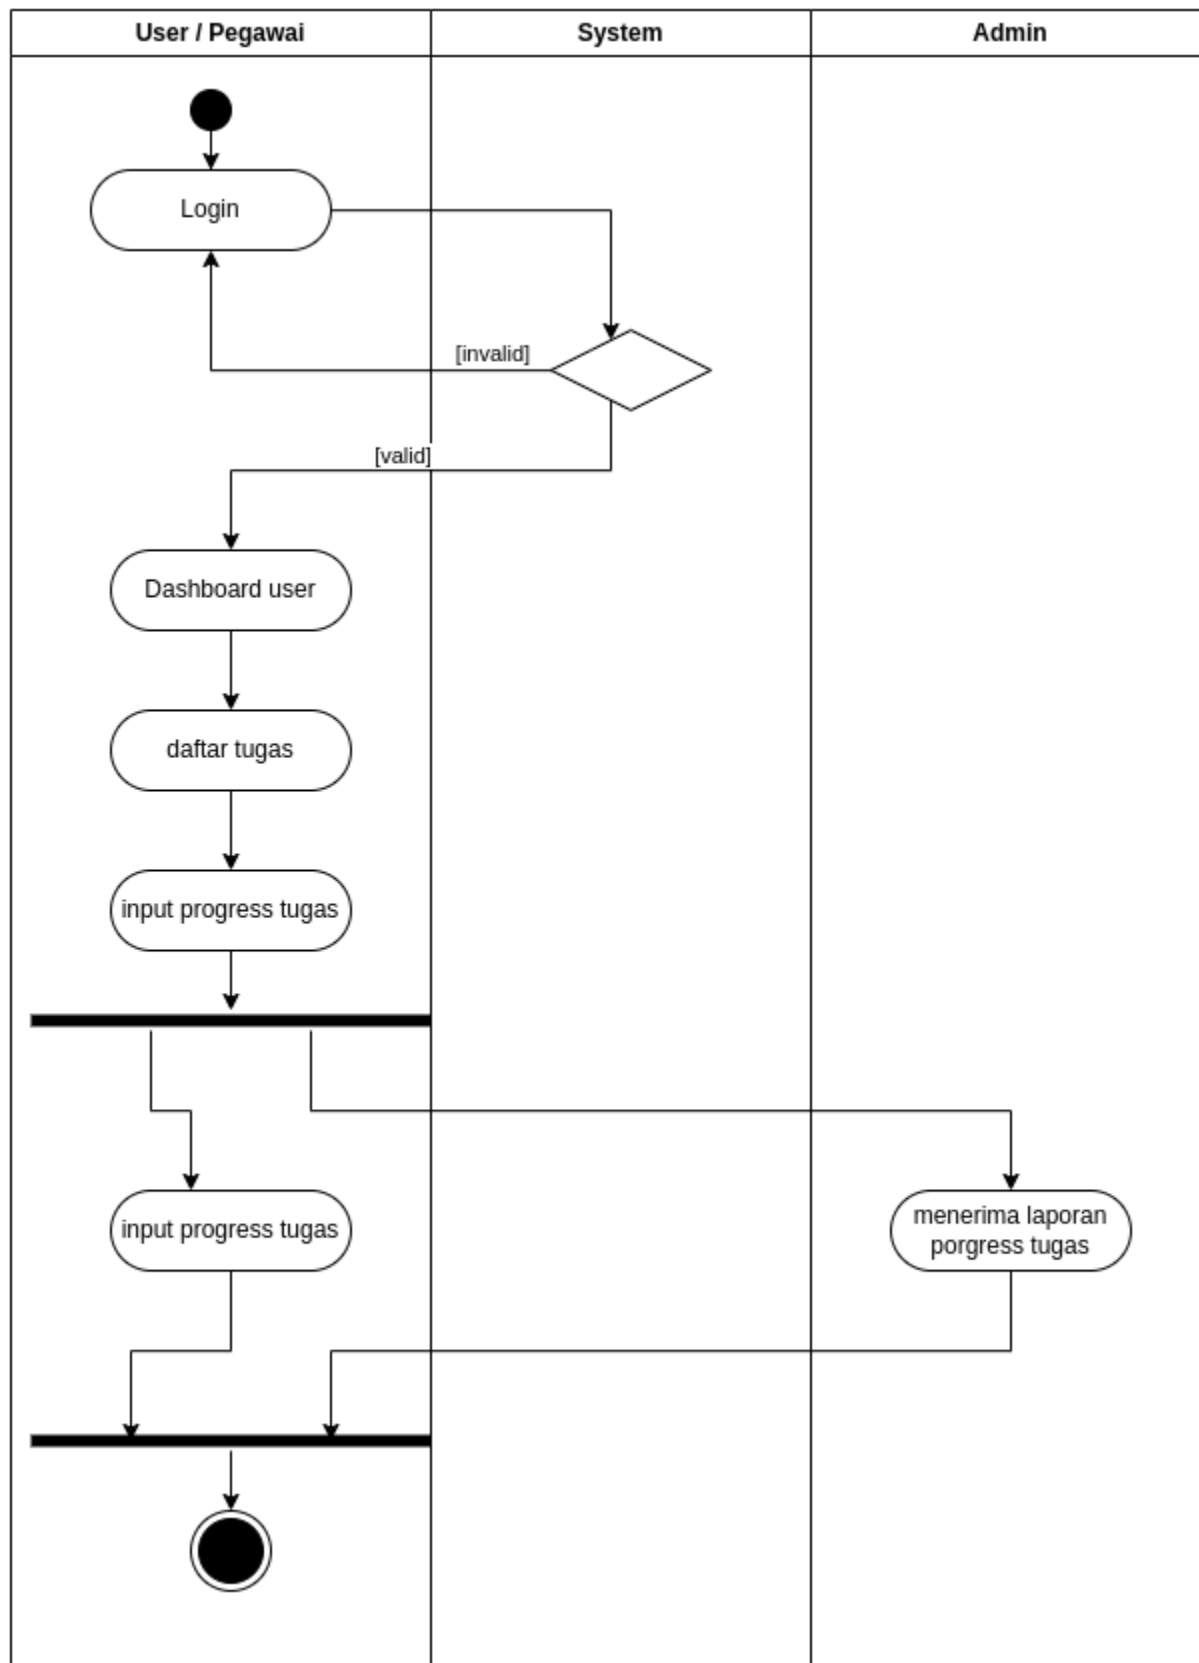 User / Pegawai
System
Admin
Login
[invalid]
[valid]
Dashboard user
daftar tugas
input progress tugas
input progress tugas
menerima laporan
porgress tugas